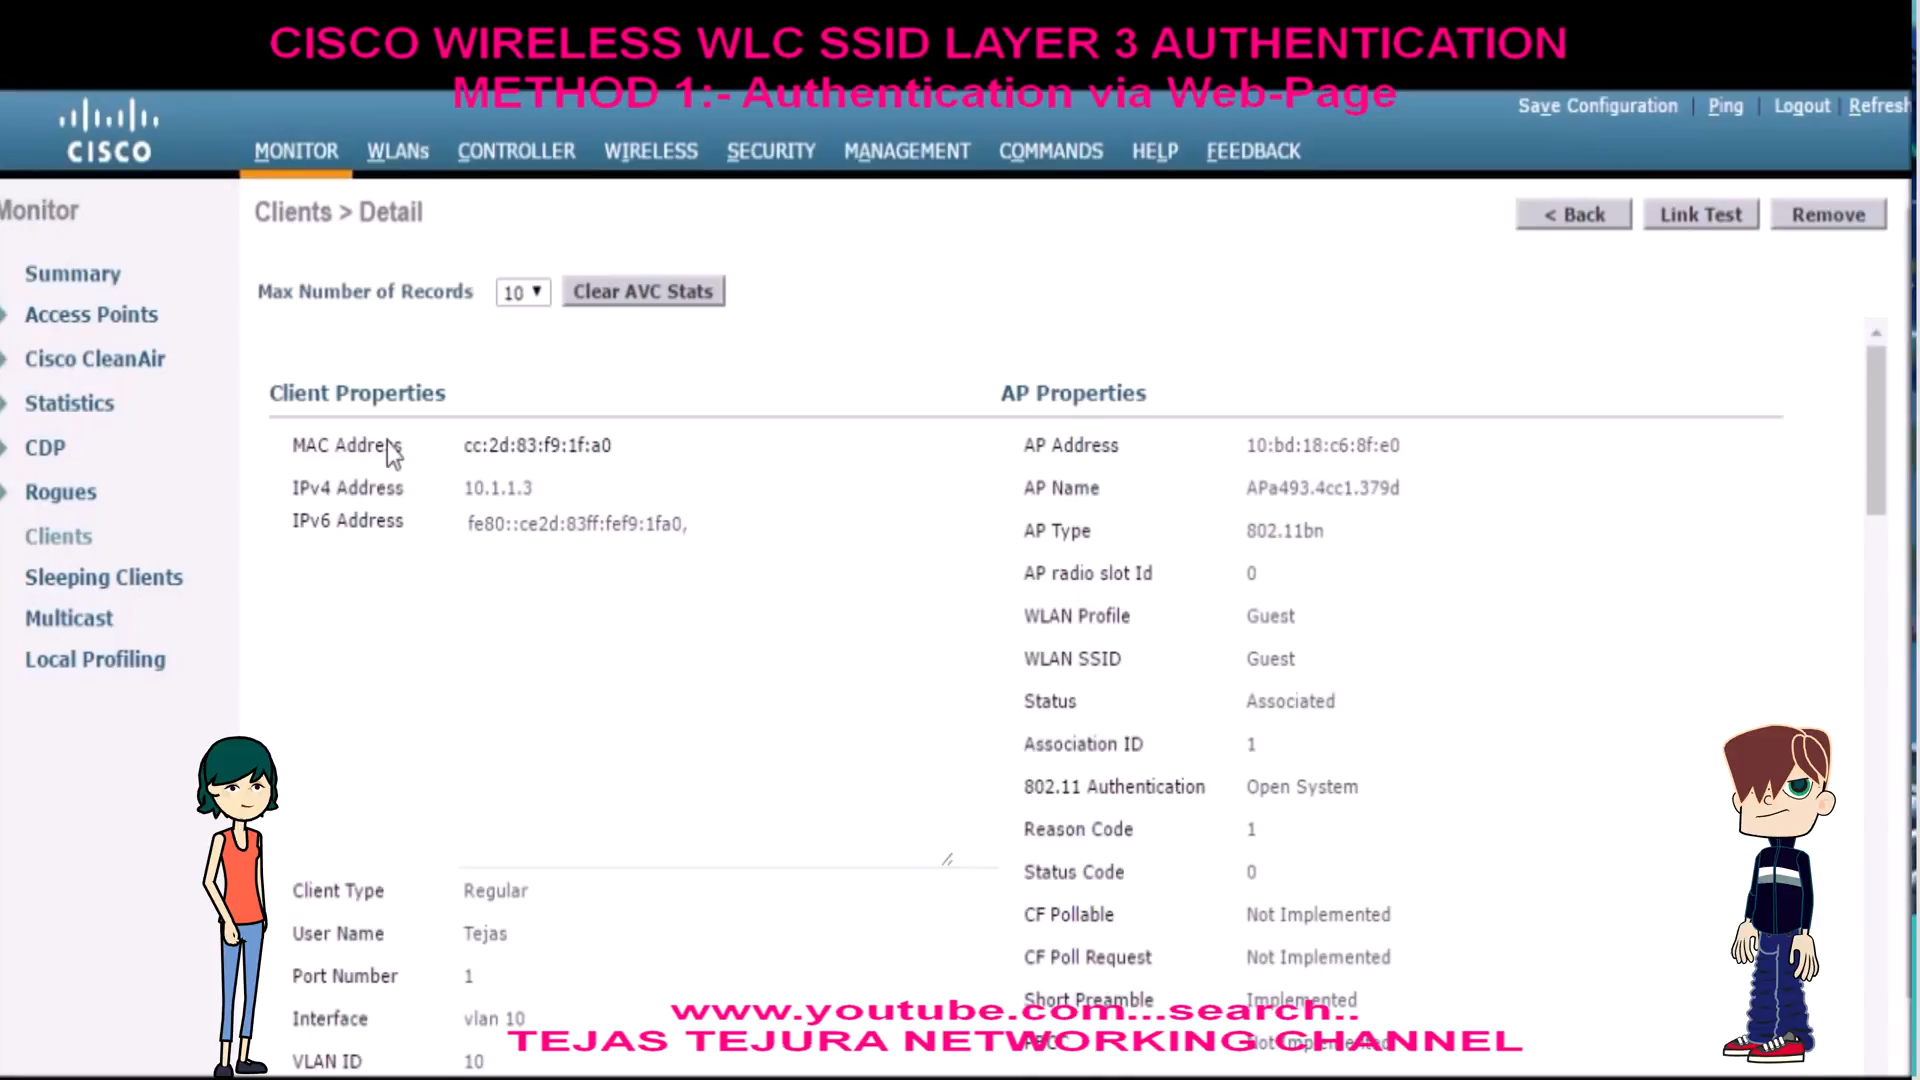 CISCO WIRELESS WLC SSID LAYER 3 AUTHENTICATION
METHOD 1:- Authentication via Web-Page
Save Configuration | Ping | Logout | Refresh
CISCO
MONITOR WLANs CONTROLLER WIRELESS SECURITY MANAGEMENT COMMANDS HELP FEEDBACK
Monitor
Summary
Access Points
Cisco CleanAir
Statistics
CDP
Rogues
Clients
Sleeping Clients
Multicast
Local Profiling
Clients > Detail
< Back Link Test Remove
Max Number of Records 10 Clear AVC Stats
Client Properties
MAC Address cc:2d:83:f9:1f:a0
IPv4 Address 10.1.1.3
IPv6 Address fe80::ce2d:83ff:fef9:1fa0,
Client Type Regular
User Name Tejas
Port Number 1
Interface vlan 10
VLAN ID 10
AP Properties
AP Address 10:bd:18:c6:8f:e0
AP Name APa493.4cc1.379d
AP Type 802.11bn
AP radio slot Id 0
WLAN Profile Guest
WLAN SSID Guest
Status Associated
Association ID 1
802.11 Authentication Open System
Reason Code 1
Status Code 0
CF Pollable Not Implemented
CF Poll Request Not Implemented
Short Preamble Implemented
Not Implemented
www.youtube.com...search..
TEJAS TEJURA NETWORKING CHANNEL